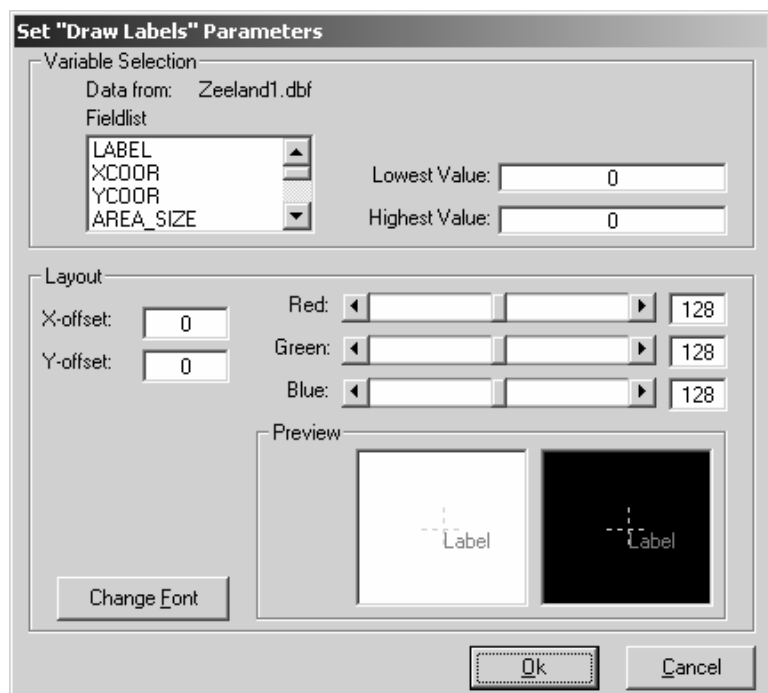 Set "Draw Labels" Parameters
Variable Selection
Data from: Zeeland1.dbf
Fieldlist
LABEL
XCOOR
YCOOR
AREA_SIZE
Lowest Value: 0
Highest Value: 0
Layout
X-offset: 0
Y-offset: 0
Red: 128
Green: 128
Blue: 128
Preview
Label
Label
Change Font
Ok
Cancel